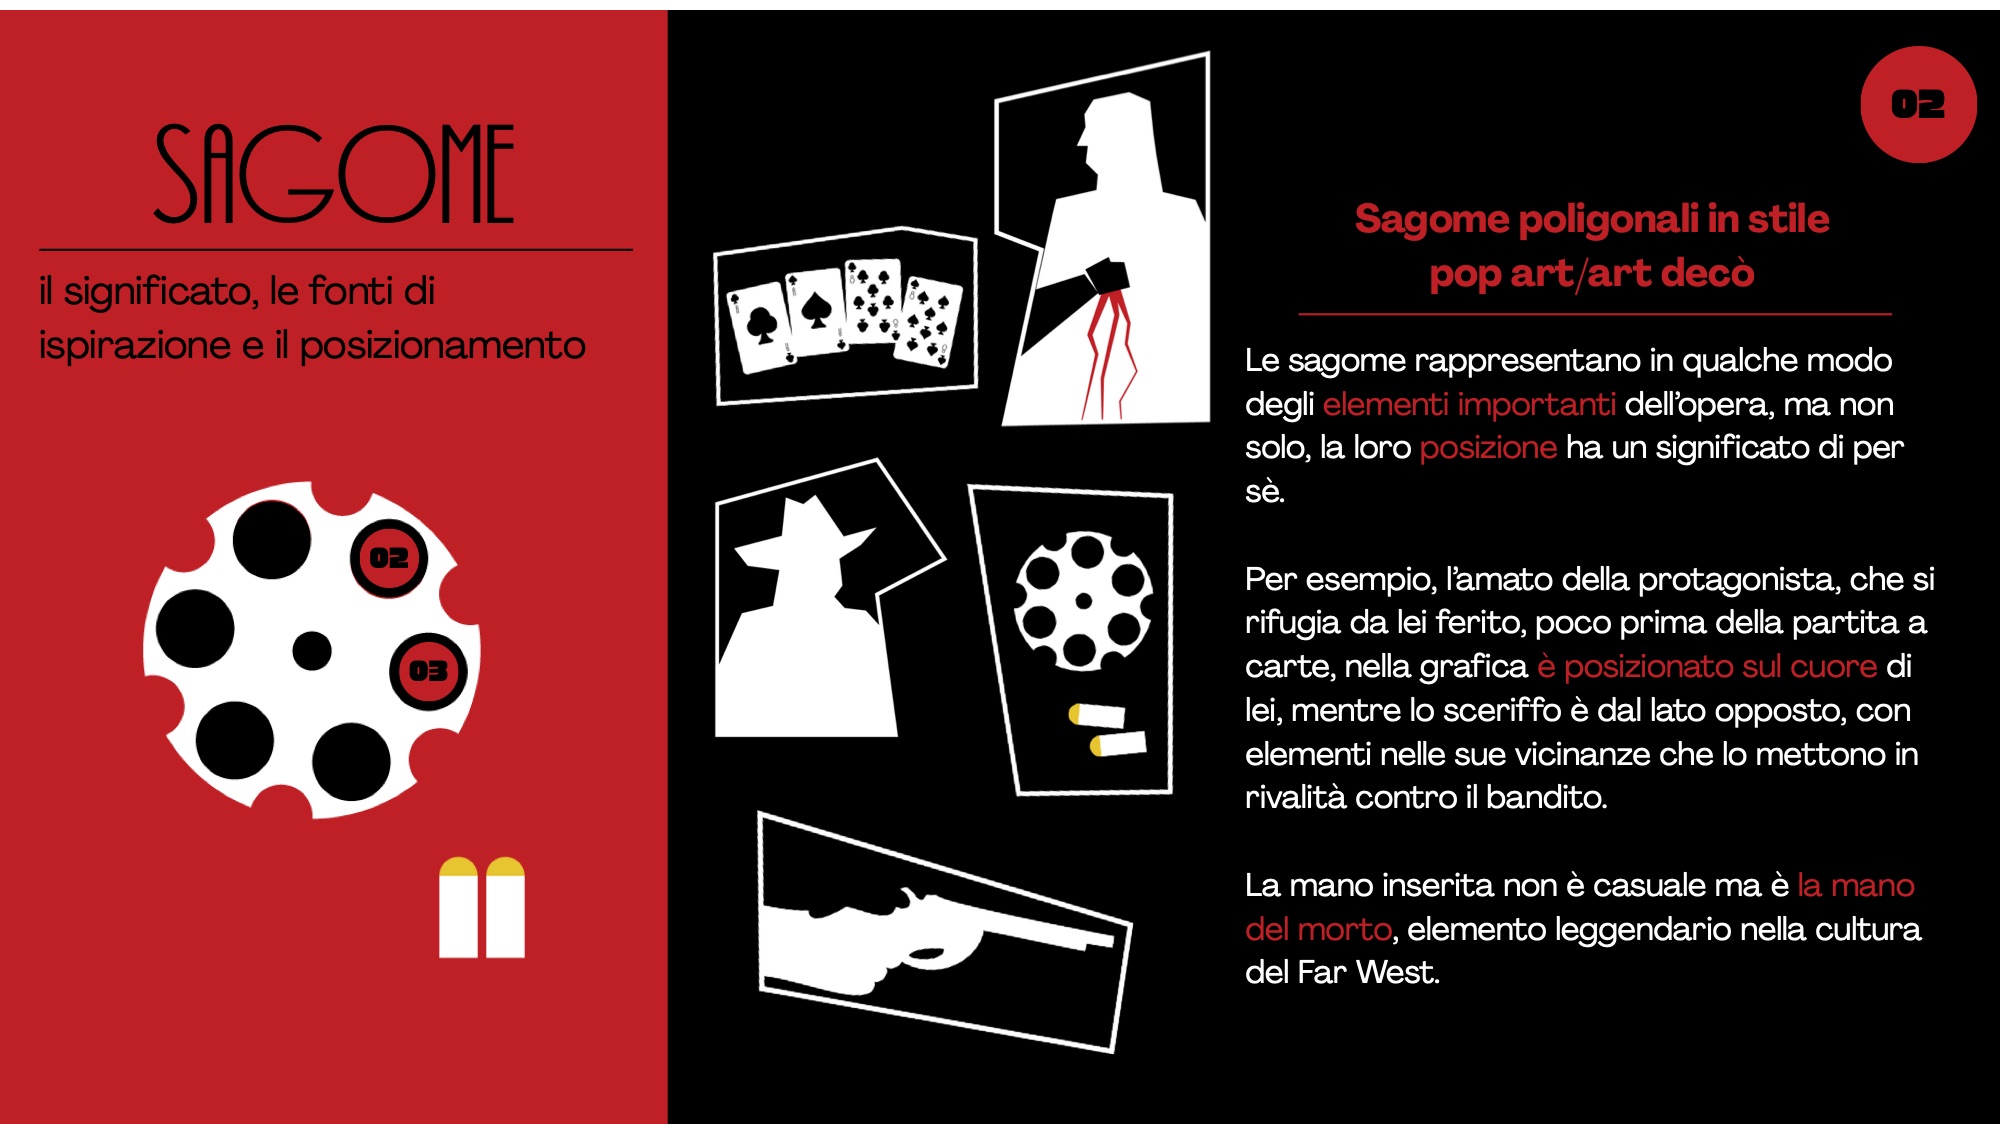 SAGOME
il significato, le fonti di
ispirazione e il posizionamento
02
03
02
Sagome poligonali in stile
pop art/art decò
Le sagome rappresentano in qualche modo
degli elementi importanti dell’opera, ma non
solo, la loro posizione ha un significato di per
sè.
Per esempio, l’amato della protagonista, che si
rifugia da lei ferito, poco prima della partita a
carte, nella grafica è posizionato sul cuore di
lei, mentre lo sceriffo è dal lato opposto, con
elementi nelle sue vicinanze che lo mettono in
rivalità contro il bandito.
La mano inserita non è casuale ma è la mano
del morto, elemento leggendario nella cultura
del Far West.